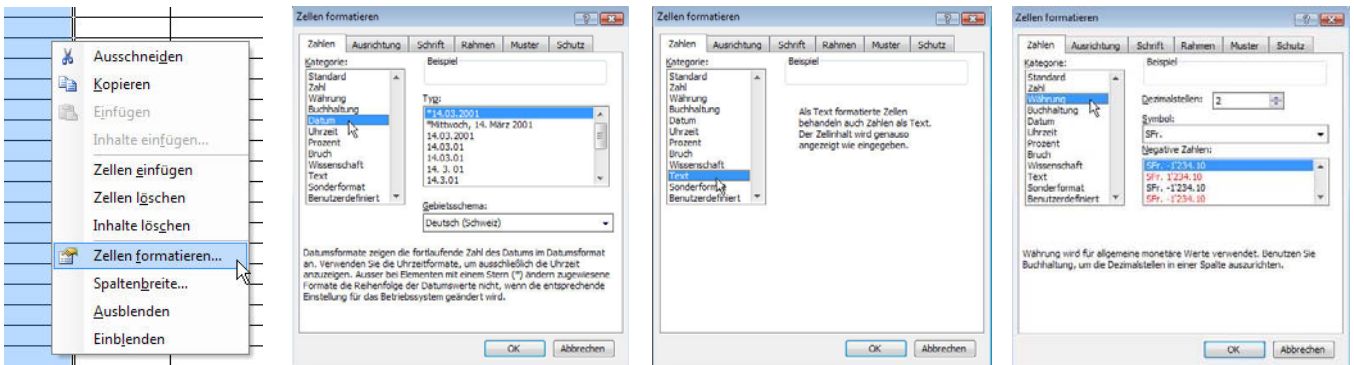 Ausschneiden
Kopieren
Einfügen
Inhalte einfügen...
Zellen einfügen
Zellen löschen
Inhalte löschen
Zellen formatieren...
Spaltenbreite...
Ausblenden
Einblenden
Zellen formatieren
Zahlen Ausrichtung Schrift Rahmen Muster Schutz
Kategorie:
Standard
Zahl
Währung
Buchhaltung
Datum
Uhrzeit
Prozent
Bruch
Wissenschaft
Text
Sonderformat
Benutzerdefiniert
Beispiel
Typ:
*14.03.2001
*Mittwoch, 14. März 2001
14.03.2001
14.03.01
14.03.01
14. 3. 01
14.3.01
Gebietsschema:
Deutsch (Schweiz)
Datumsformate zeigen die fortlaufende Zahl des Datums im Datumsformat
an. Verwenden Sie die Uhrzeitformate, um ausschließlich die Uhrzeit
anzuzeigen. Ausser bei Elementen mit einem Stern (*) ändern zugewiesene
Formate die Reihenfolge der Datumswerte nicht, wenn die entsprechende
Einstellung für das Betriebssystem geändert wird.
OK Abbrechen
Zellen formatieren
Zahlen Ausrichtung Schrift Rahmen Muster Schutz
Kategorie:
Standard
Zahl
Währung
Buchhaltung
Datum
Uhrzeit
Prozent
Bruch
Wissenschaft
Text
Sonderformat
Benutzerdefiniert
Beispiel
Als Text formatierte Zellen
behandeln auch Zahlen als Text.
Der Zellinhalt wird genauso
angezeigt wie eingegeben.
OK Abbrechen
Zellen formatieren
Zahlen Ausrichtung Schrift Rahmen Muster Schutz
Kategorie:
Standard
Zahl
Währung
Buchhaltung
Datum
Uhrzeit
Prozent
Bruch
Wissenschaft
Text
Sonderformat
Benutzerdefiniert
Beispiel
Dezimalstellen: 2
Symbol:
SFr.
Negative Zahlen:
SFr. -1'234.10
SFr. 1'234.10
SFr. -1'234.10
SFr. -1'234.10
Währung wird für allgemeine monetäre Werte verwendet. Benutzen Sie
Buchhaltung, um die Dezimalstellen in einer Spalte auszurichten.
OK Abbrechen